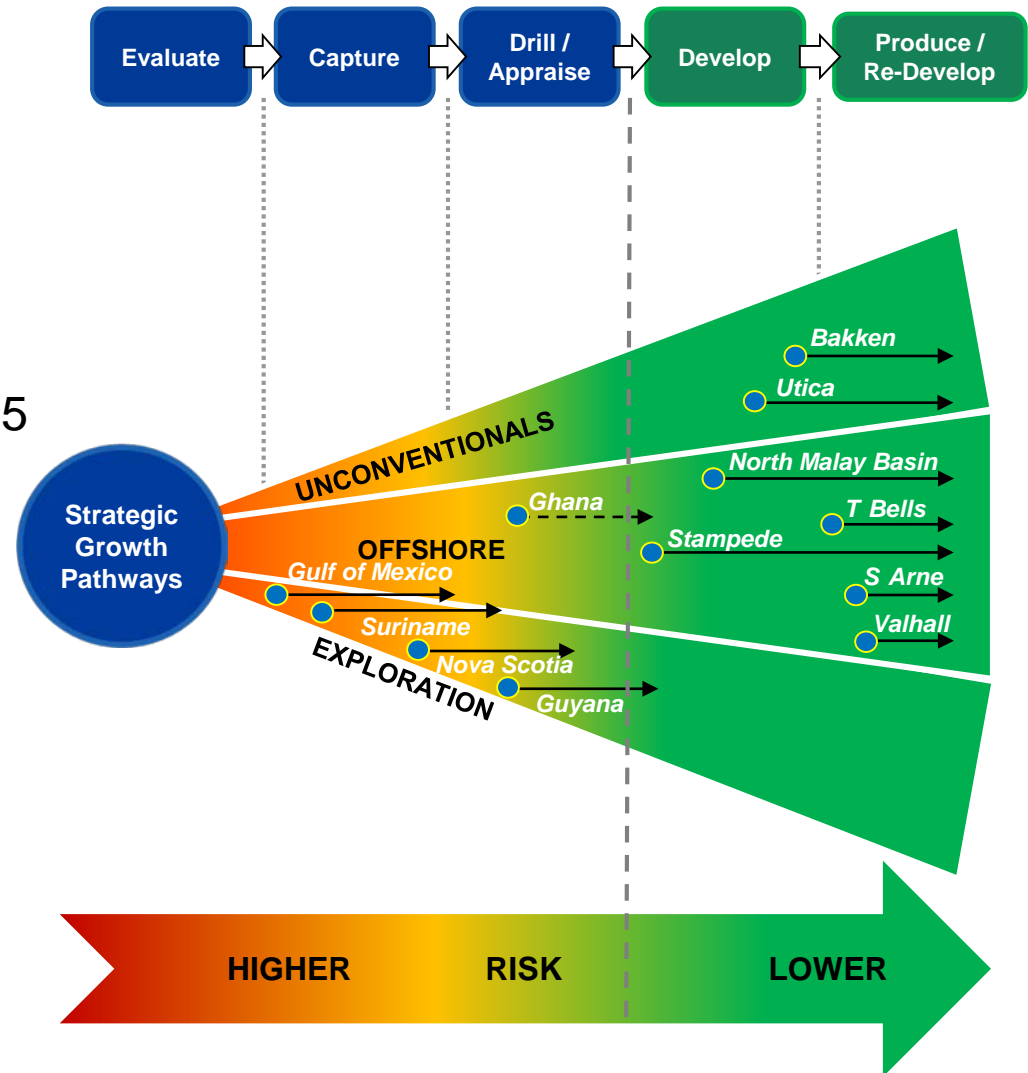 Evaluate
Capture
Drill /
Appraise
Develop
Produce /
Re-Develop
Bakken
Utica
5
UNCONVENTIONALS
North Malay Basin
Strategic
Growth
Pathways
Ghana
T Bells
OFFSHORE
Stampede
Gulf of Mexico
S Arne
Suriname
Valhall
EXPLORATION
Nova Scotia
Guyana
HIGHER
RISK
LOWER